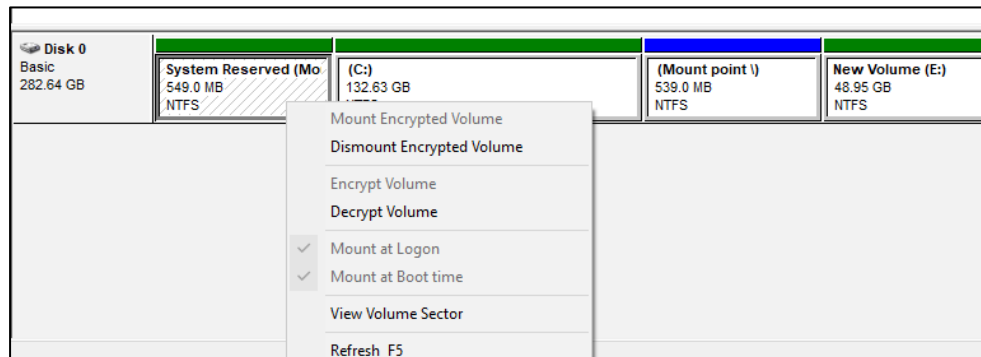 Disk 0
Basic
282.64 GB
System Reserved (Mo
549.0 MB
NTFS
(C:)
132.63 GB
NTFS
(Mount point \)
539.0 MB
NTFS
New Volume (E:)
48.95 GB
NTFS
Mount Encrypted Volume
Dismount Encrypted Volume
Encrypt Volume
Decrypt Volume
Mount at Logon
Mount at Boot time
View Volume Sector
Refresh F5